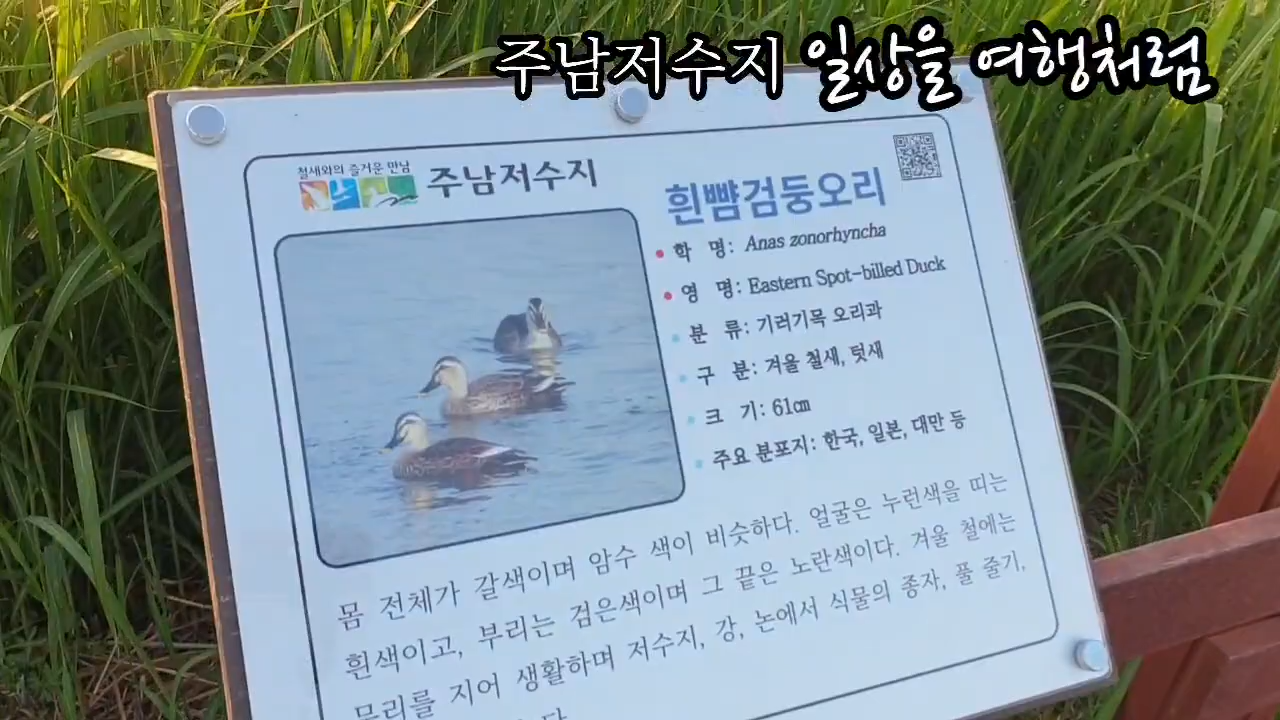 주남저수지 일상을 여행처럼
철새와의 즐거운 만남
주남저수지
흰뺨검둥오리
학 명: Anas zonorhyncha
영 명: Eastern Spot-billed Duck
분 류: 기러기목 오리과
구 분: 겨울 철새, 텃새
크 기: 61㎝
주요 분포지: 한국, 일본, 대만 등
몸 전체가 갈색이며 암수 색이 비슷하다. 얼굴은 누런색을 띠는
흰색이고, 부리는 검은색이며 그 끝은 노란색이다. 겨울 철에는
무리를 지어 생활하며 저수지, 강, 논에서 식물의 종자, 풀 줄기,